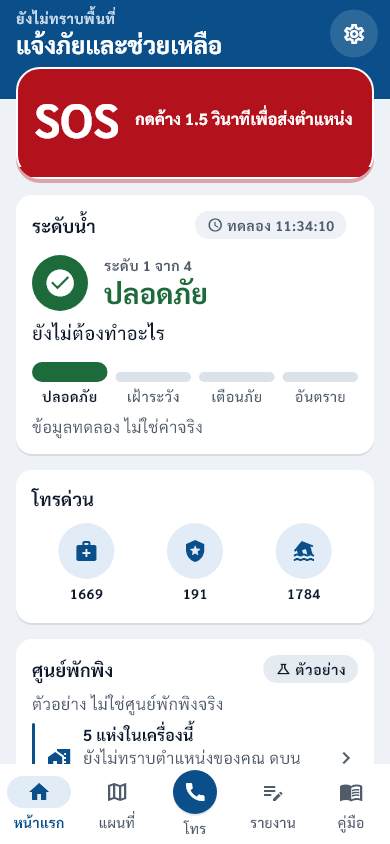 ยังไม่ทราบพื้นที่
แจ้งภัยและช่วยเหลือ
SOS กดค้าง 1.5 วินาทีเพื่อส่งตำแหน่ง
ระดับน้ำ ทดลอง 11:34:10
ระดับ 1 จาก 4
ปลอดภัย
ยังไม่ต้องทำอะไร
ปลอดภัย เฝ้าระวัง เตือนภัย อันตราย
ข้อมูลทดลอง ไม่ใช่ค่าจริง
โทรด่วน
1669 191 1784
ศูนย์พักพิง ตัวอย่าง
ตัวอย่าง ไม่ใช่ศูนย์พักพิงจริง
5 แห่งในเครื่องนี้
ยังไม่ทราบตำแหน่งของคุณ ดบน
หน้าแรก แผนที่ โทร รายงาน คู่มือ